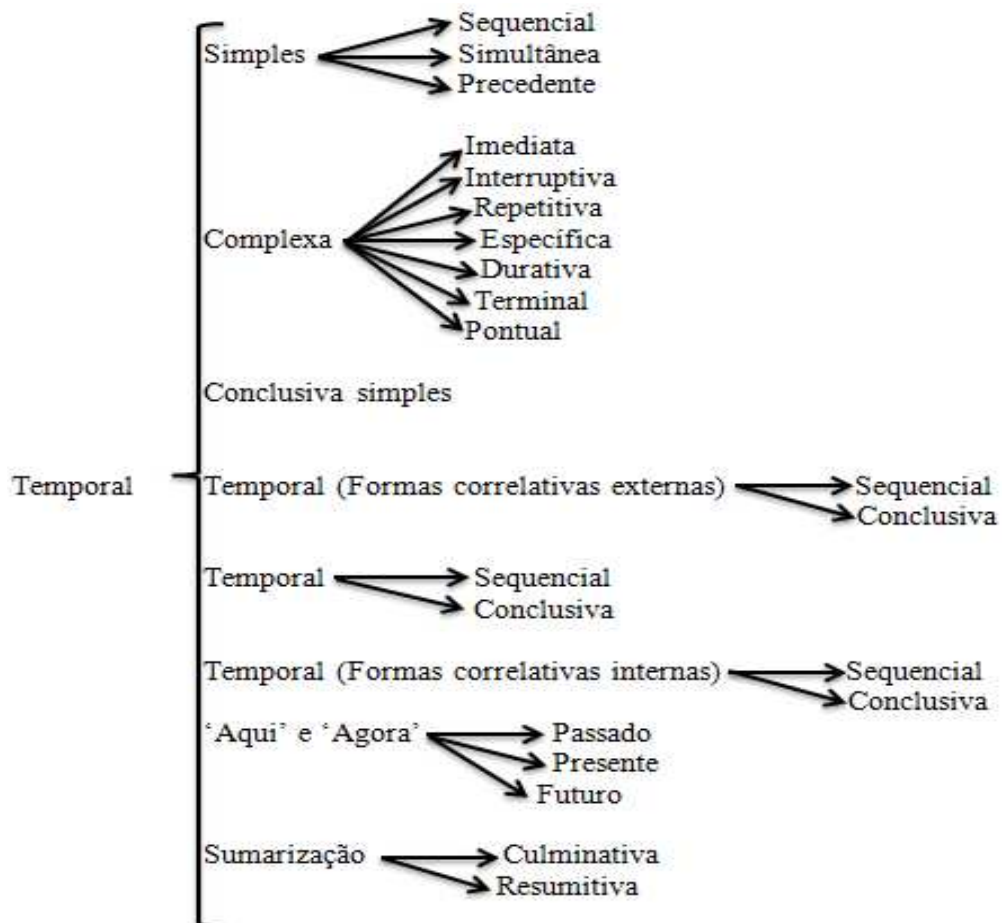 Sequencial
Simples
Simultânea
Precedente
Imediata
Interruptiva
Repetitiva
Complexa
Específica
Durativa
Terminal
Pontual
Conclusiva simples
Temporal
Temporal (Formas correlativas externas)
Sequencial
Conclusiva
Temporal
Sequencial
Conclusiva
Temporal (Formas correlativas internas)
Sequencial
Conclusiva
‘Aqui’ e ‘Agora’
Passado
Presente
Futuro
Sumarização
Culminativa
Resumitiva